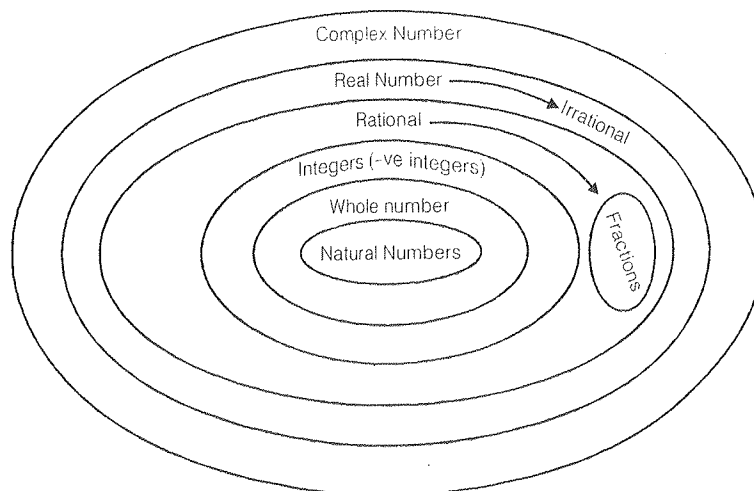 Complex Number
Real Number
Irrational
Rational
Integers (-ve integers)
Whole number
Natural Numbers
Fractions